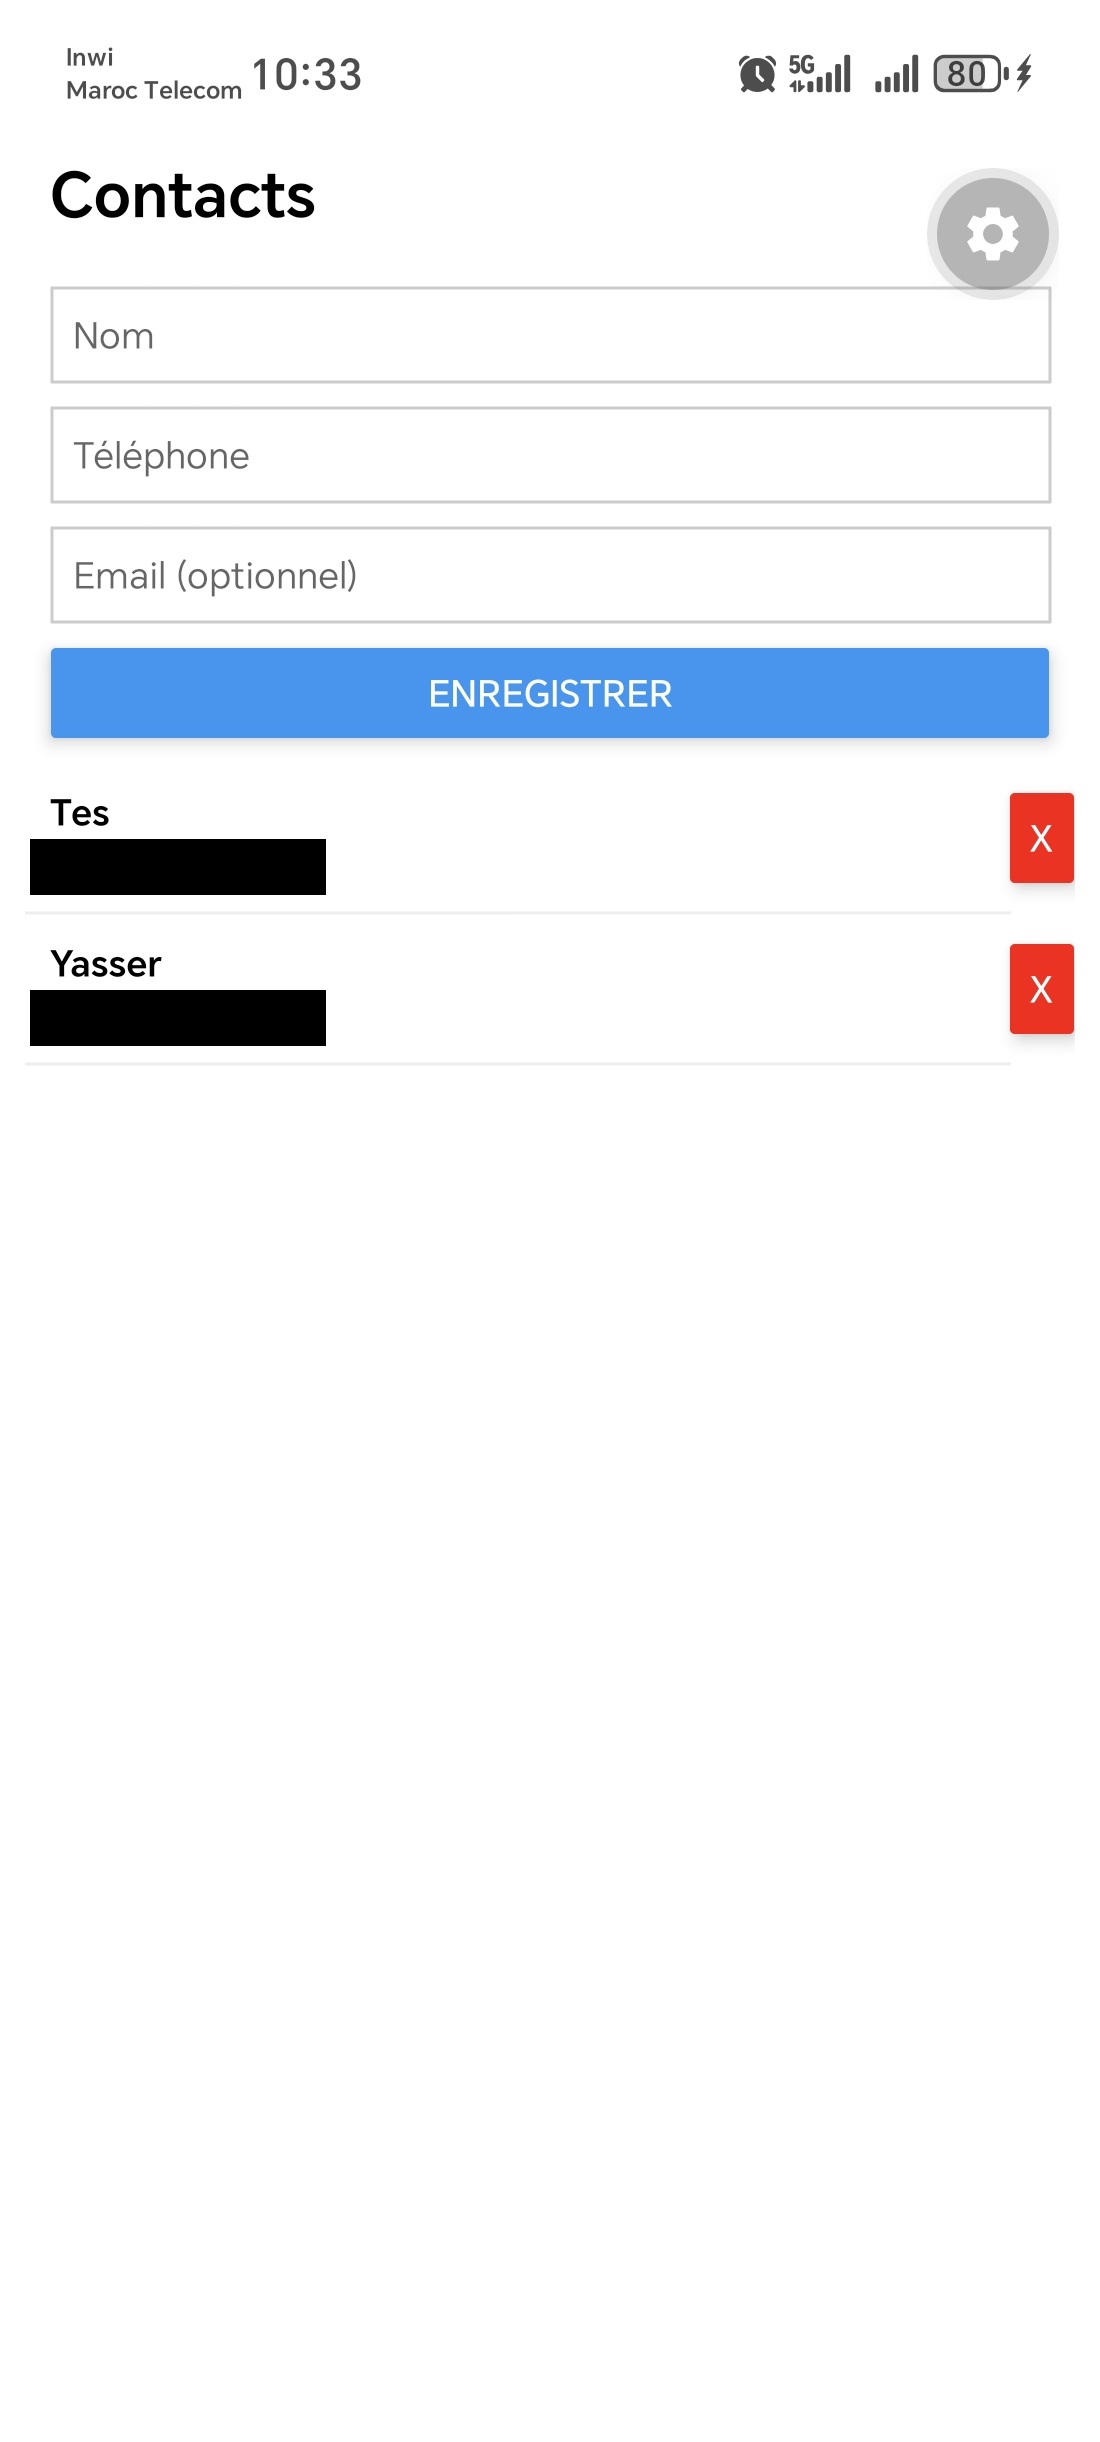 Inwi
Maroc Telecom 10:33 5G 80
Contacts
Nom
Téléphone
Email (optionnel)
ENREGISTRER
Tes
X
Yasser
X